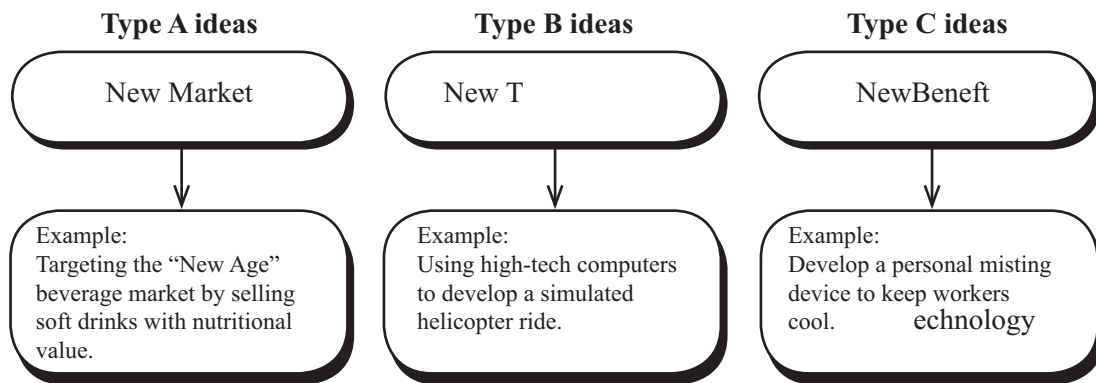 Type A ideas
Type B ideas
Type C ideas
New Market
New T
NewBeneft
Example:
Targeting the “New Age”
beverage market by selling
soft drinks with nutritional
value.
Example:
Using high-tech computers
to develop a simulated
helicopter ride.
Example:
Develop a personal misting
device to keep workers
cool.
echnology